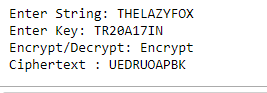 Enter String: THELAZYFOX
Enter Key: TR20A17IN
Encrypt/Decrypt: Encrypt
Ciphertext : UEDRUOAPBK